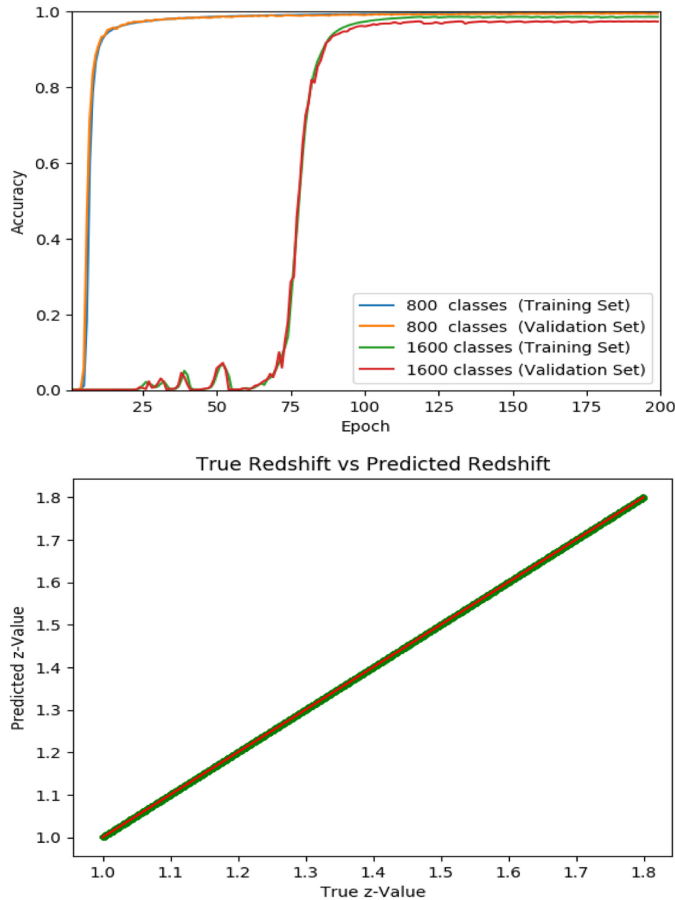 1.0
0.8
0.6
0.4
0.2
0.0
Accuracy
800 classes (Training Set)
800 classes (Validation Set)
1600 classes (Training Set)
1600 classes (Validation Set)
25 50 75 100 125 150 175 200
Epoch
True Redshift vs Predicted Redshift
1.8
1.7
1.6
1.5
1.4
1.3
1.2
1.1
1.0
Predicted z-Value
1.0 1.1 1.2 1.3 1.4 1.5 1.6 1.7 1.8
True z-Value